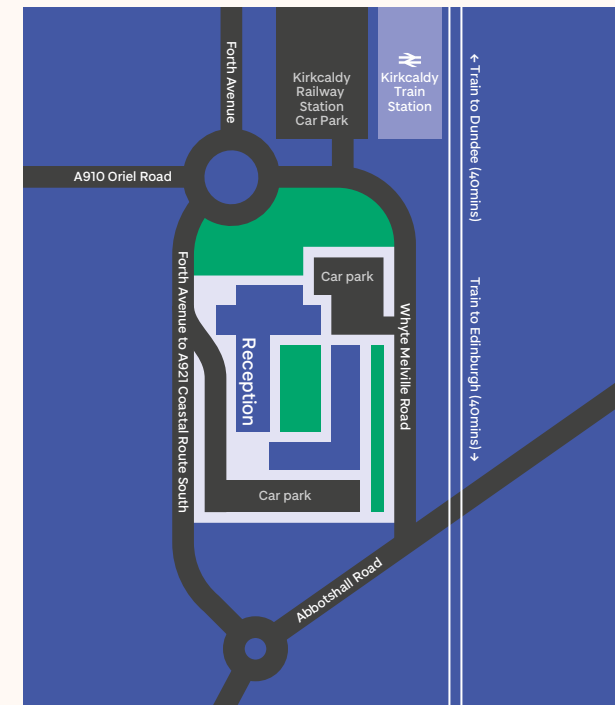 Forth Avenue
Kirkcaldy
Railway
Station
Car Park
Kirkcaldy
Train
Station
← Train to Dundee (40mins)
A910 Oriel Road
Car park
Forth Avenue to A921 Coastal Route South
Reception
Whyte Melville Road
Train to Edinburgh (40mins) →
Car park
Abbotshall Road